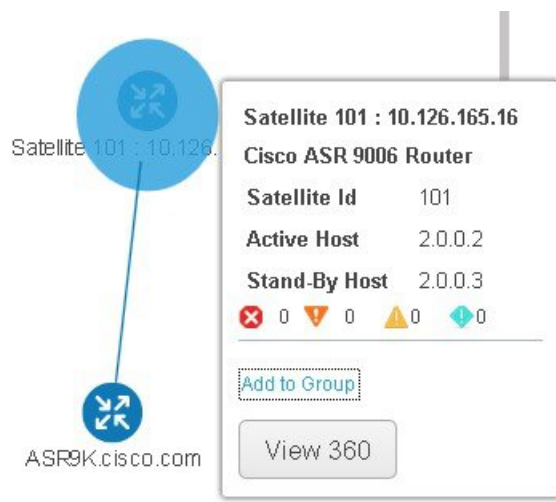 Satellite 101 : 10.126.
ASR9K.cisco.com
Satellite 101 : 10.126.165.16
Cisco ASR 9006 Router
Satellite Id 101
Active Host 2.0.0.2
Stand-By Host 2.0.0.3
0 0 0 0
Add to Group
View 360